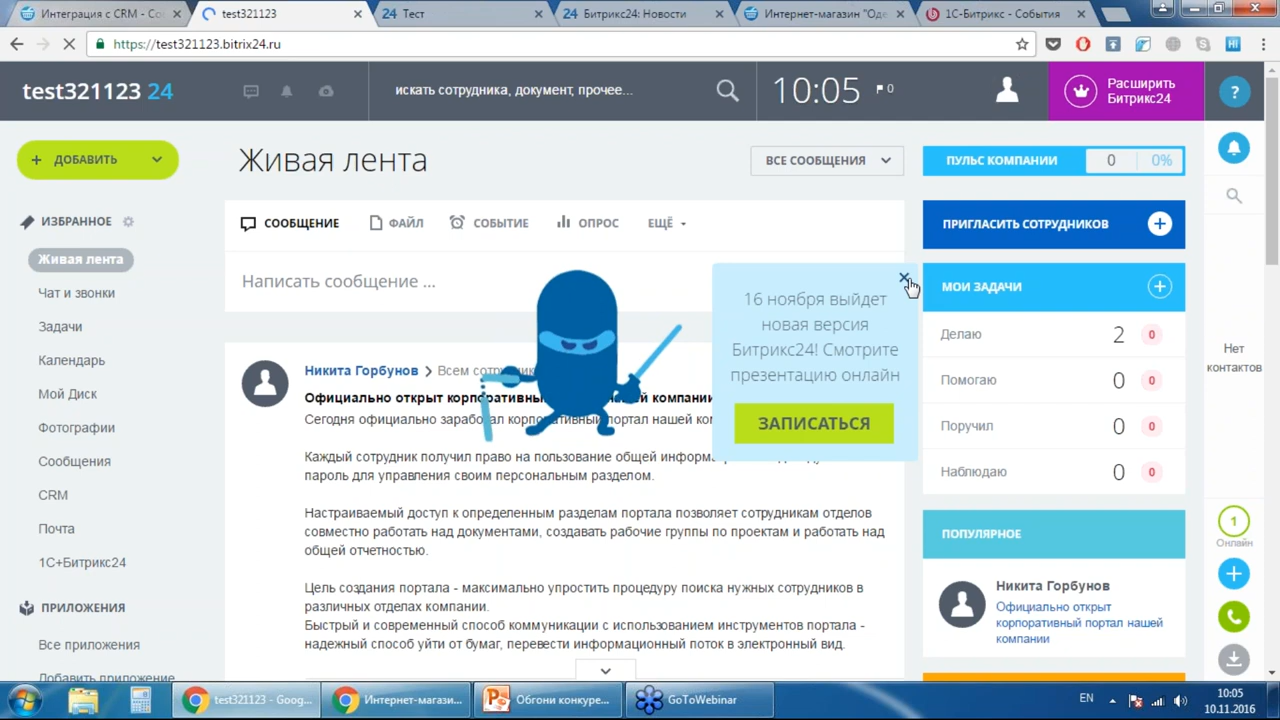 Интеграция с CRM - Со
test321123
24 Тест
24 Битрикс24: Новости
Интернет-магазин "Оде
1С-Битрикс - События
https://test321123.bitrix24.ru
test321123 24
искать сотрудника, документ, прочее...
10:05
0
Расширить
Битрикс24
?
+ ДОБАВИТЬ
Живая лента
ВСЕ СООБЩЕНИЯ
ПУЛЬС КОМПАНИИ 0 0%
ИЗБРАННОЕ
Живая лента
Чат и звонки
Задачи
Календарь
Мой Диск
Фотографии
Сообщения
CRM
Почта
1С+Битрикс24
ПРИЛОЖЕНИЯ
Все приложения
Добавить приложение
СООБЩЕНИЕ
ФАЙЛ
СОБЫТИЕ
ОПРОС
ЕЩЁ
Написать сообщение ...
16 ноября выйдет
новая версия
Битрикс24! Смотрите
презентацию онлайн
ЗАПИСАТЬСЯ
Никита Горбунов > Всем
Официально открыт компании
Сегодня официально заработал портал нашей
Каждый сотрудник получил право на пользование общей
пароль для управления своим персональным разделом.
Настраиваемый доступ к определенным разделам портала позволяет сотрудникам отделов
совместно работать над документами, создавать рабочие группы по проектам и работать над
общей отчетностью.
Цель создания портала - максимально упростить процедуру поиска нужных сотрудников в
различных отделах компании.
Быстрый и современный способ коммуникации с использованием инструментов портала -
надежный способ уйти от бумаг, перевести информационный поток в электронный вид.
ПРИГЛАСИТЬ СОТРУДНИКОВ
МОИ ЗАДАЧИ
Делаю 2 0
Помогаю 0 0
Поручил 0 0
Наблюдаю 0 0
ПОПУЛЯРНОЕ
Никита Горбунов
Официально открыт
корпоративный портал нашей
компании
Нет
контактов
1
Онлайн
test321123 - Goog...
Интернет-магази...
Обгони конкуре...
GoToWebinar
EN
10:05
10.11.2016